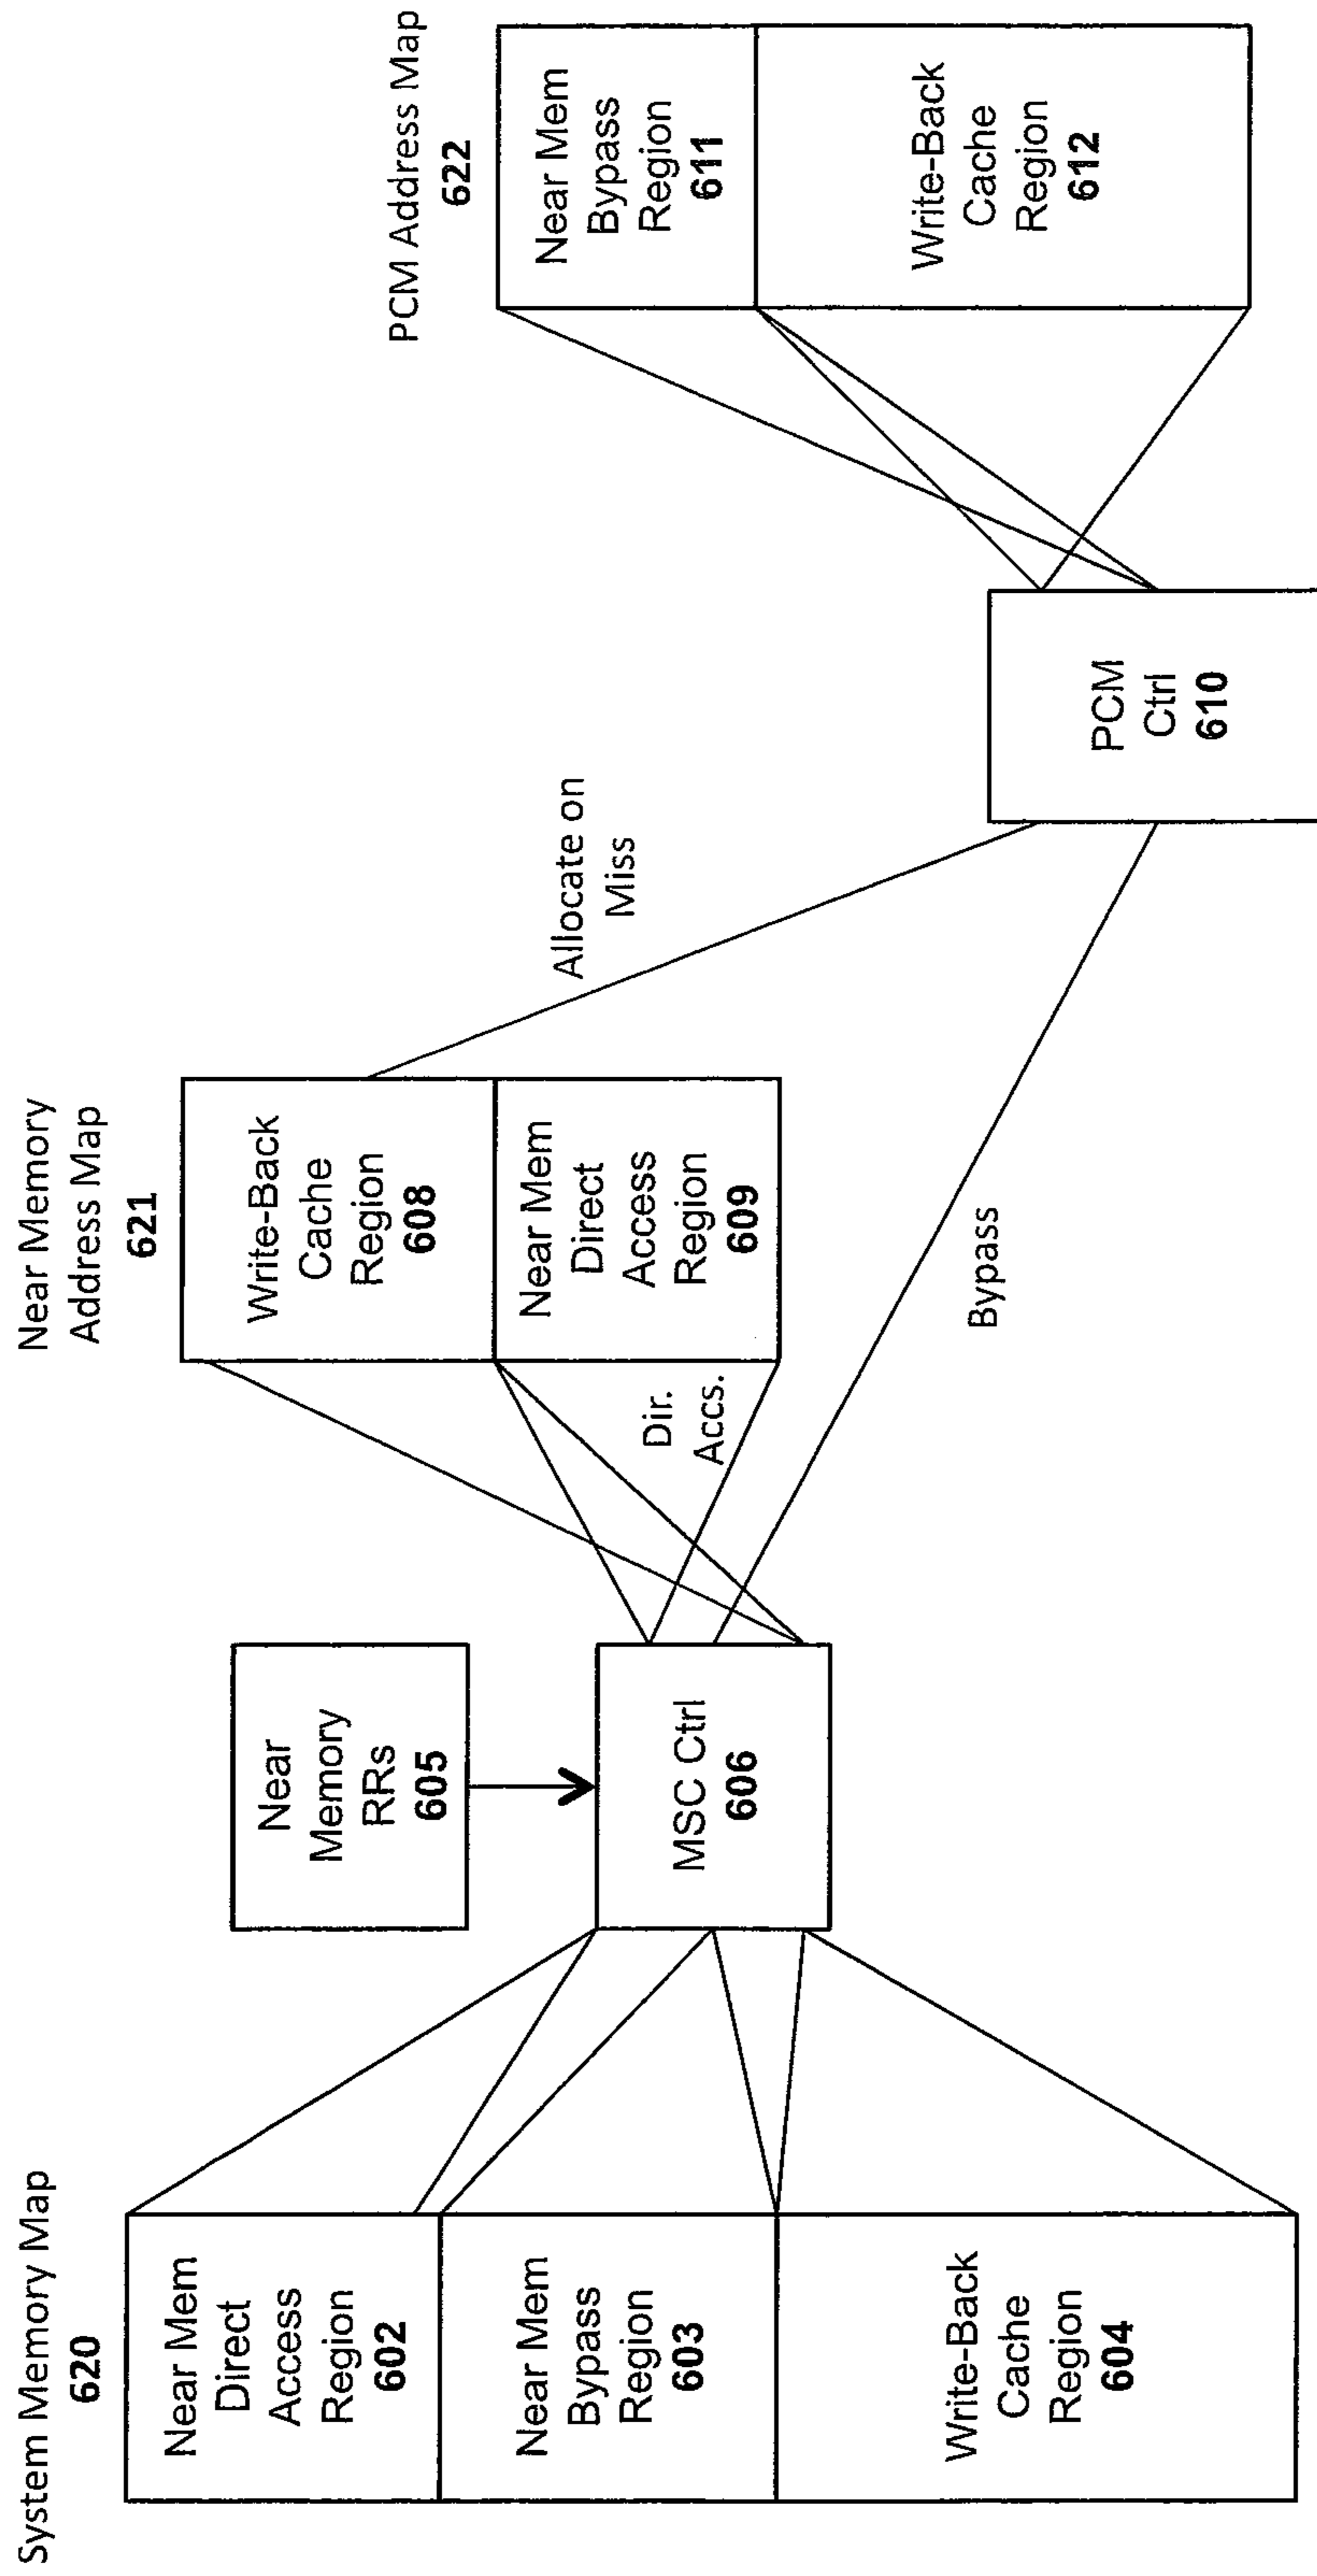 System Memory Map
620
Near Mem
Direct
Access
Region
602
Near Mem
Bypass
Region
603
Write-Back
Cache
Region
604
Near
Memory
RRs
605
MSC Ctrl
606
Near Memory
Address Map
621
Write-Back
Cache
Region
608
Near Mem
Direct
Access
Region
609
Dir.
Accs.
Bypass
Allocate on
Miss
PCM
Ctrl
610
PCM Address Map
622
Near Mem
Bypass
Region
611
Write-Back
Cache
Region
612